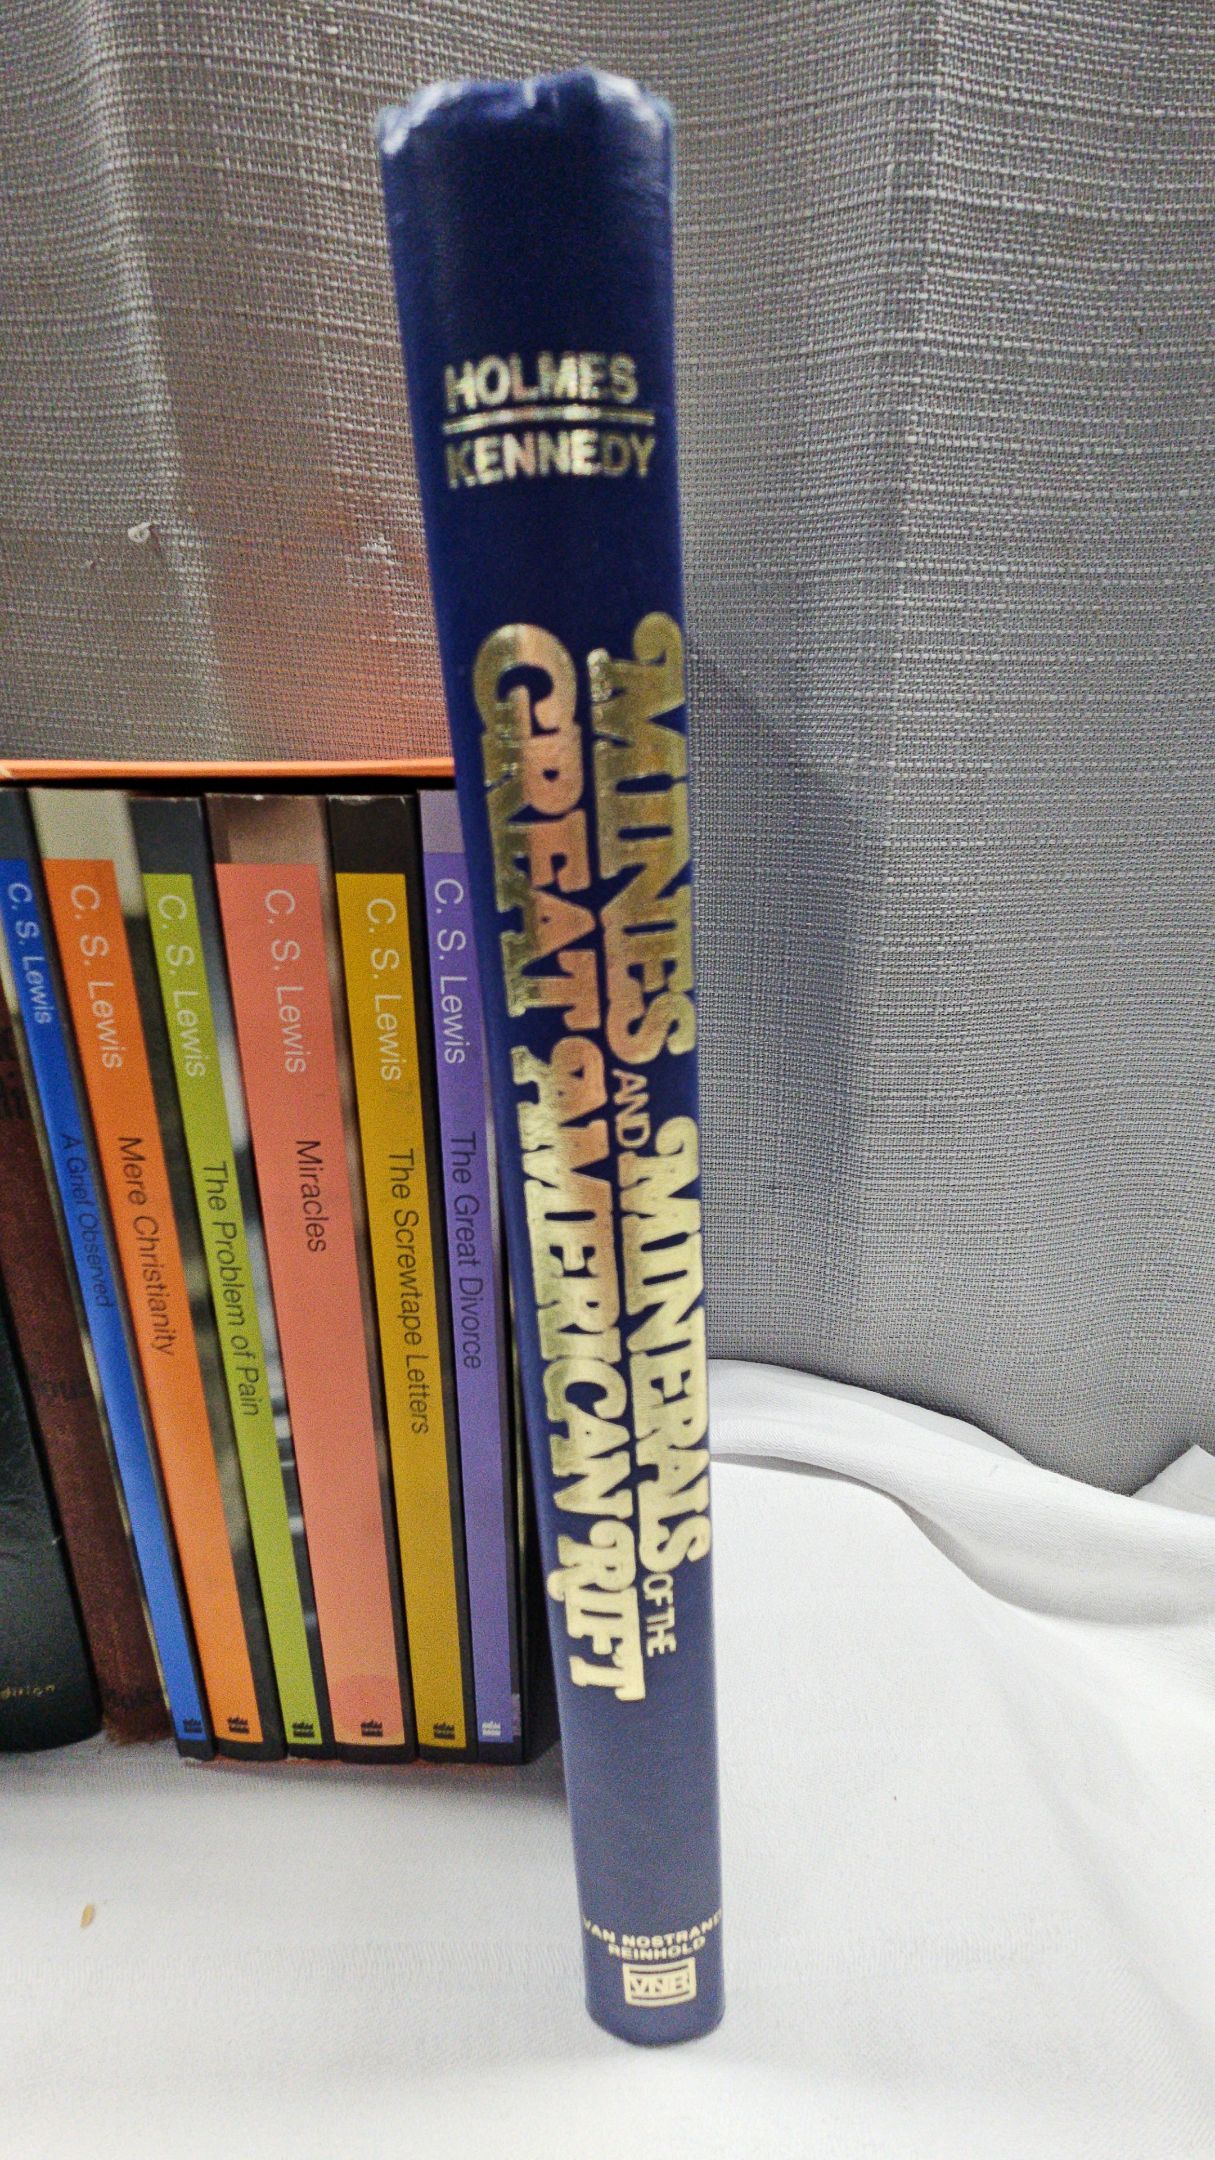 HOLMES
KENNEDY
MINES AND MINERALS OF THE
GREAT AMERICAN RIFT
VAN NOSTRAND
REINHOLD
VNR
C. S. Lewis A Grief Observed
C. S. Lewis Mere Christianity
C. S. Lewis The Problem of Pain
C. S. Lewis Miracles
C. S. Lewis The Screwtape Letters
C. S. Lewis The Great Divorce